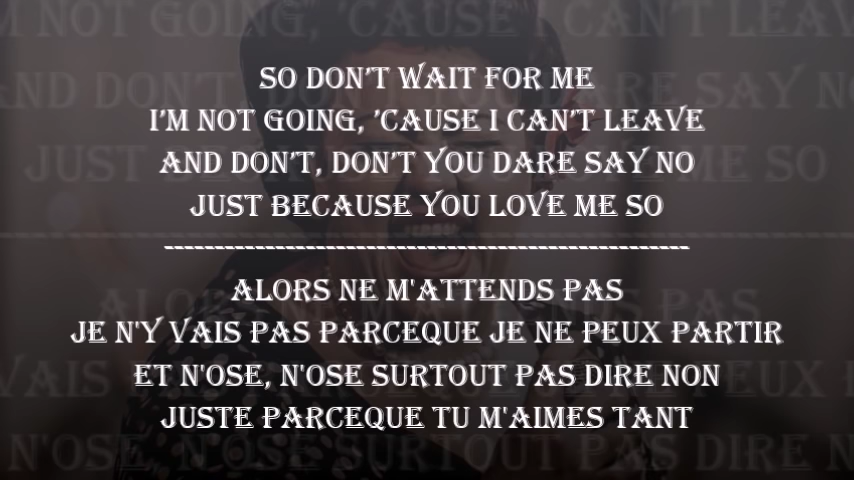 SO DON'T WAIT FOR ME
I'M NOT GOING, 'CAUSE I CAN'T LEAVE
AND DON'T, DON'T YOU DARE SAY NO
JUST BECAUSE YOU LOVE ME SO
----------------------------------------------------
ALORS NE M'ATTENDS PAS
JE N'Y VAIS PAS PARCEQUE JE NE PEUX PARTIR
ET N'OSE, N'OSE SURTOUT PAS DIRE NON
JUSTE PARCEQUE TU M'AIMES TANT